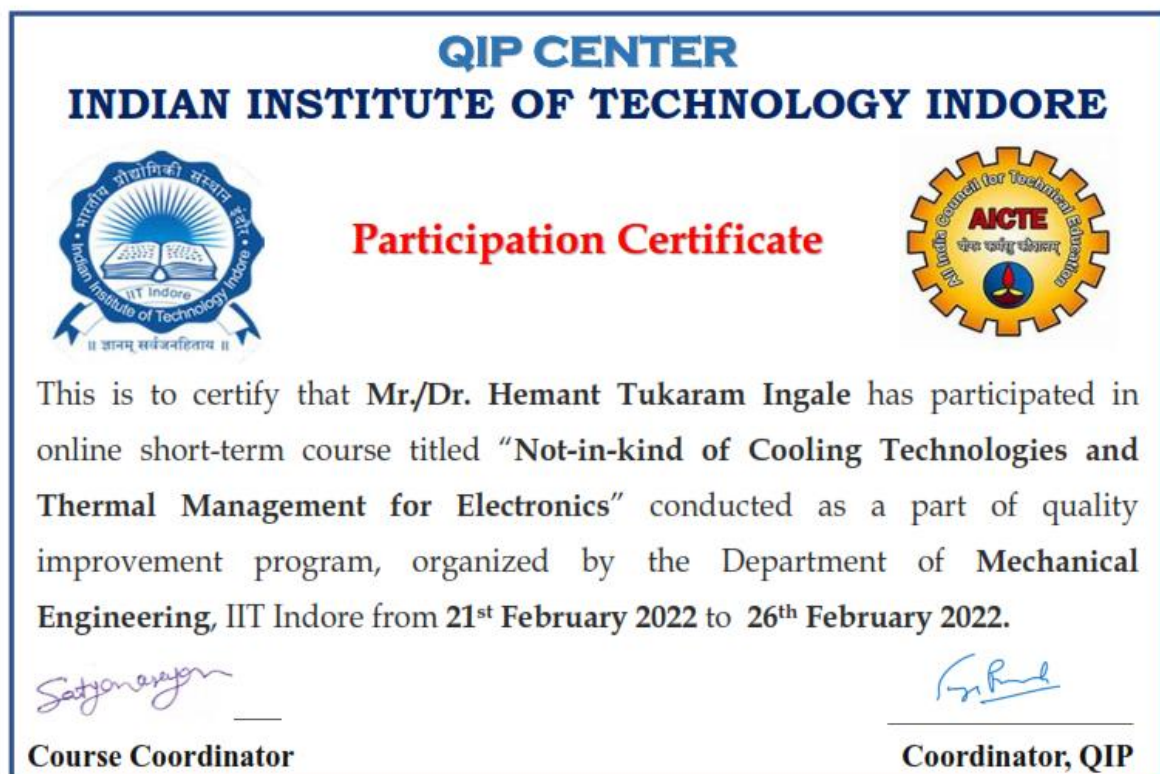 QIP CENTER
INDIAN INSTITUTE OF TECHNOLOGY INDORE
भारतीय प्रौद्योगिकी संस्थान इंदौर
Indian Institute of Technology Indore
IIT Indore
॥ ज्ञानम् सर्वजनहिताय ॥
Participation Certificate
All India Council for Technical Education
AICTE
योगः कर्मसु कौशलम्
This is to certify that Mr./Dr. Hemant Tukaram Ingale has participated in
online short-term course titled “Not-in-kind of Cooling Technologies and
Thermal Management for Electronics” conducted as a part of quality
improvement program, organized by the Department of Mechanical
Engineering, IIT Indore from 21st February 2022 to 26th February 2022.
Satyanarayan
Course Coordinator
Coordinator, QIP